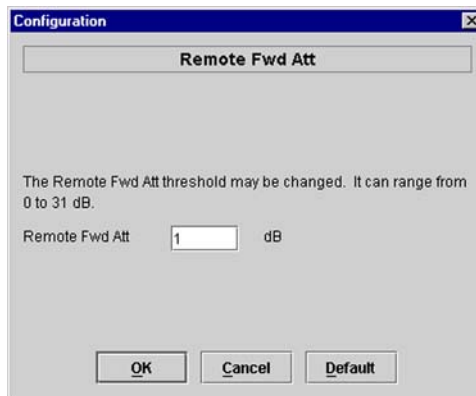 Configuration
Remote Fwd Att
The Remote Fwd Att threshold may be changed. It can range from
0 to 31 dB.
Remote Fwd Att 1 dB
OK Cancel Default